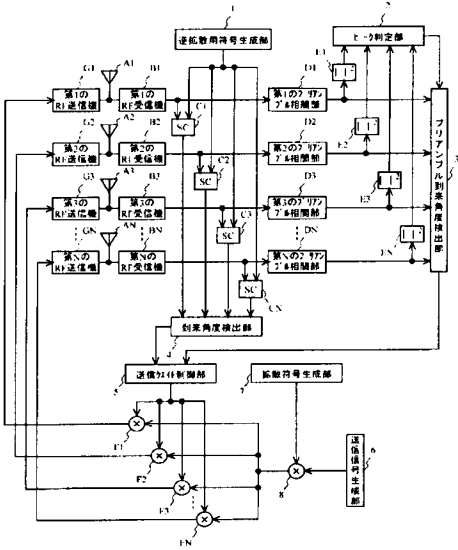 1
逆拡散用符号生成部
2
ピーク判定部
G1
A1
B1
D1
E1
第1の
RF送信機
第1の
RF受信機
C1
SC
第1のプリアン
ブル相関部
| |²
G2
A2
B2
D2
E2
第2の
RF送信機
第2の
RF受信機
C2
SC
第2のプリアン
ブル相関部
| |²
G3
A3
B3
D3
E3
第3の
RF送信機
第3の
RF受信機
C3
SC
第3のプリアン
ブル相関部
| |²
GN
AN
BN
DN
EN
第Nの
RF送信機
第Nの
RF受信機
CN
SC
第Nのプリアン
ブル相関部
| |²
プリアンブル到来角度検出部
3
到来角度検出部
4
送信ウエイト制御部
5
拡散符号生成部
7
F1
×
F2
×
F3
×
FN
×
×
8
送信信号生成部
6